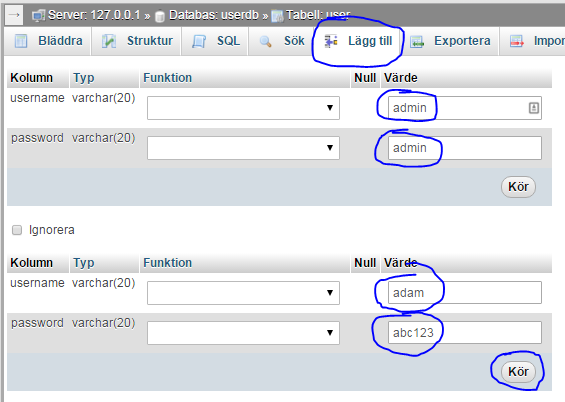 Server: 127.0.0.1 » Databas: userdb » Tabell: user
Bläddra Struktur SQL Sök Lägg till Exportera Impor
Kolumn Typ Funktion Null Värde
username varchar(20) admin
password varchar(20) admin
Kör
Ignorera
Kolumn Typ Funktion Null Värde
username varchar(20) adam
password varchar(20) abc123
Kör